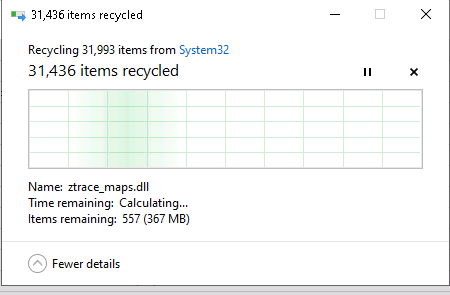 31,436 items recycled
Recycling 31,993 items from System32
31,436 items recycled
Name: ztrace_maps.dll
Time remaining: Calculating...
Items remaining: 557 (367 MB)
Fewer details